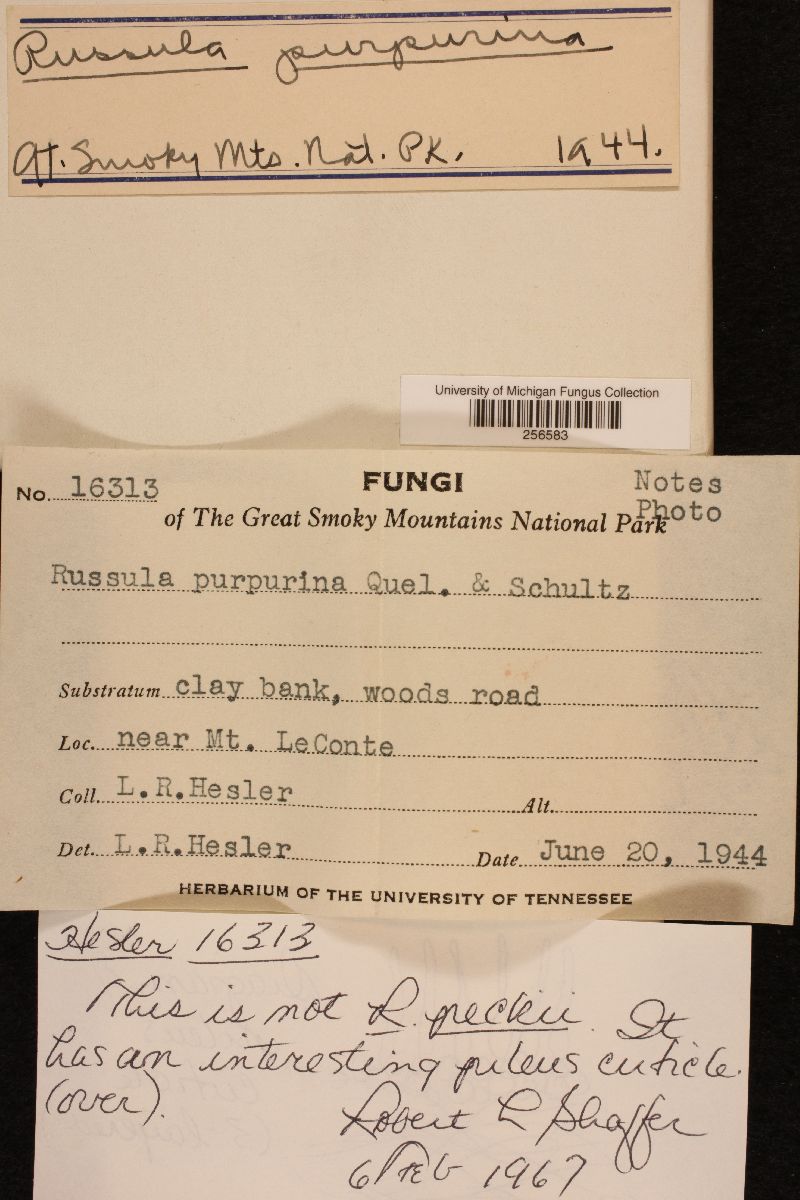 Russula purpurina
Gt. Smoky Mts. Nat. Pk. 1944.
University of Michigan Fungus Collection
256583
No. 16313 FUNGI Notes
Photo
of The Great Smoky Mountains National Park
Russula purpurina Quel. & Schultz
Substratum clay bank, woods road
Loc. near Mt. LeConte
Coll. L.R.Hesler Alt.
Det. L.R.Hesler Date June 20, 1944
HERBARIUM OF THE UNIVERSITY OF TENNESSEE
Hesler 16313
This is not R. peckii. It
has an interesting pileus cuticle.
(over).
Robert L Shaffer
6 FEB 1967